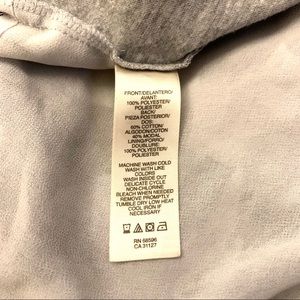 FRONT/DELANTERO/
AVANT:
100% POLYESTER/
POLIESTER
BACK/
PIEZA POSTERIOR/
DOS:
60% COTTON/
ALGODON/COTON
40% MODAL
LINING/FORRO/
DOUBLURE:
100% POLYESTER/
POLIESTER
MACHINE WASH COLD
WASH WITH LIKE
COLORS
WASH INSIDE OUT
DELICATE CYCLE
NON-CHLORINE
BLEACH WHEN NEEDED
REMOVE PROMPTLY
TUMBLE DRY LOW HEAT
COOL IRON IF
NECESSARY
RN 68596
CA 31127